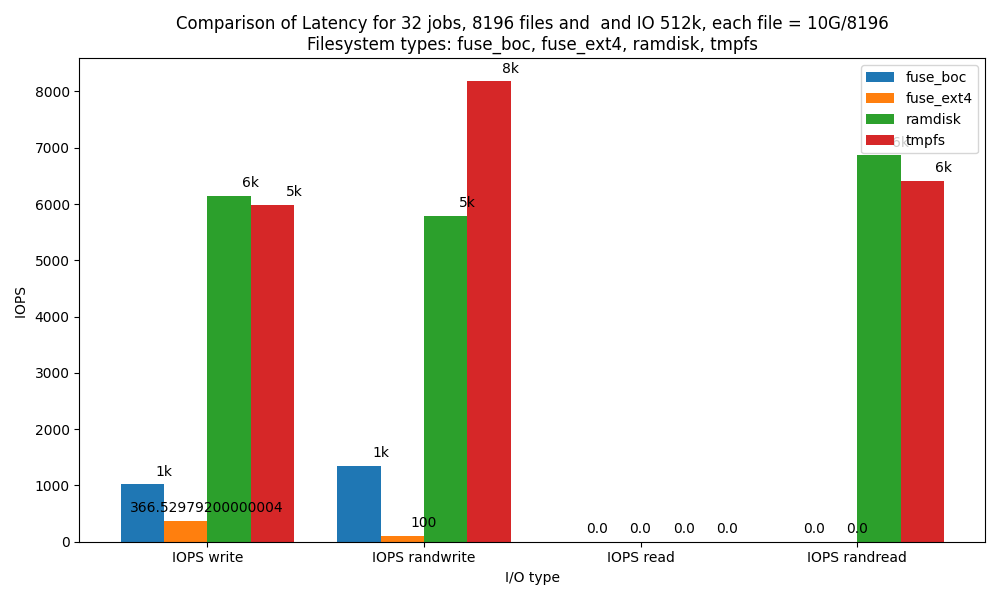 Comparison of Latency for 32 jobs, 8196 files and  and IO 512k, each file = 10G/8196
Filesystem types: fuse_boc, fuse_ext4, ramdisk, tmpfs
fuse_boc
fuse_ext4
ramdisk
tmpfs
IOPS
8000
7000
6000
5000
4000
3000
2000
1000
0
1k
366.52979200000004
6k
5k
1k
100
5k
8k
0.0
0.0
0.0
0.0
0.0
0.0
6k
6k
IOPS write
IOPS randwrite
IOPS read
IOPS randread
I/O type